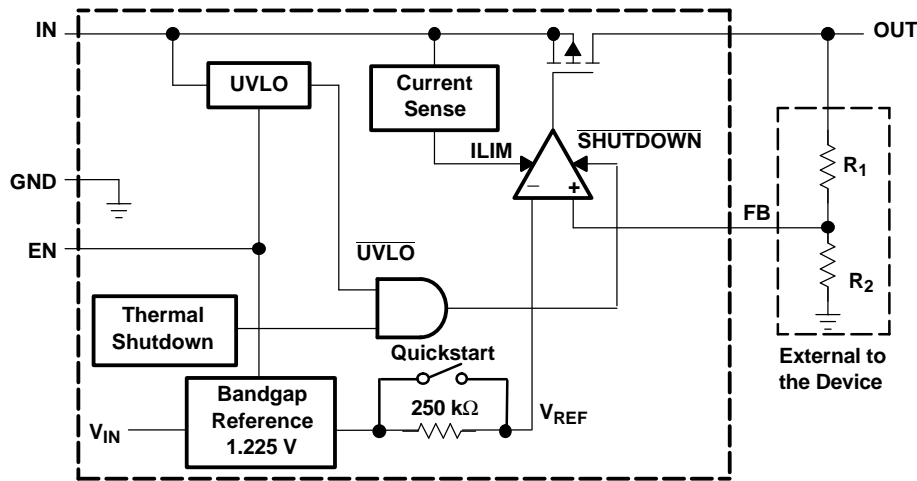 IN
OUT
UVLO
Current
Sense
SHUTDOWN
ILIM
R1
GND
− +
FB
EN
UVLO
R2
Thermal
Shutdown
Quickstart
External to
the Device
Bandgap
Reference
1.225 V
250 kΩ
VREF
VIN